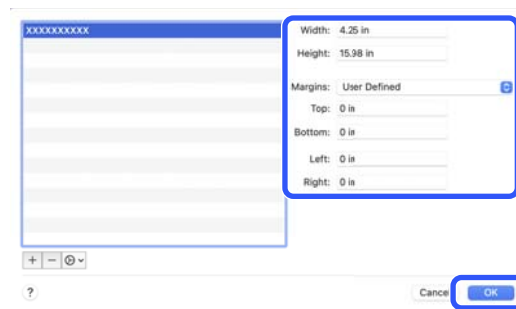 XXXXXXXXXX
Width: 4.25 in
Height: 15.98 in
Margins: User Defined
Top: 0 in
Bottom: 0 in
Left: 0 in
Right: 0 in
+ −
?
Cance
OK